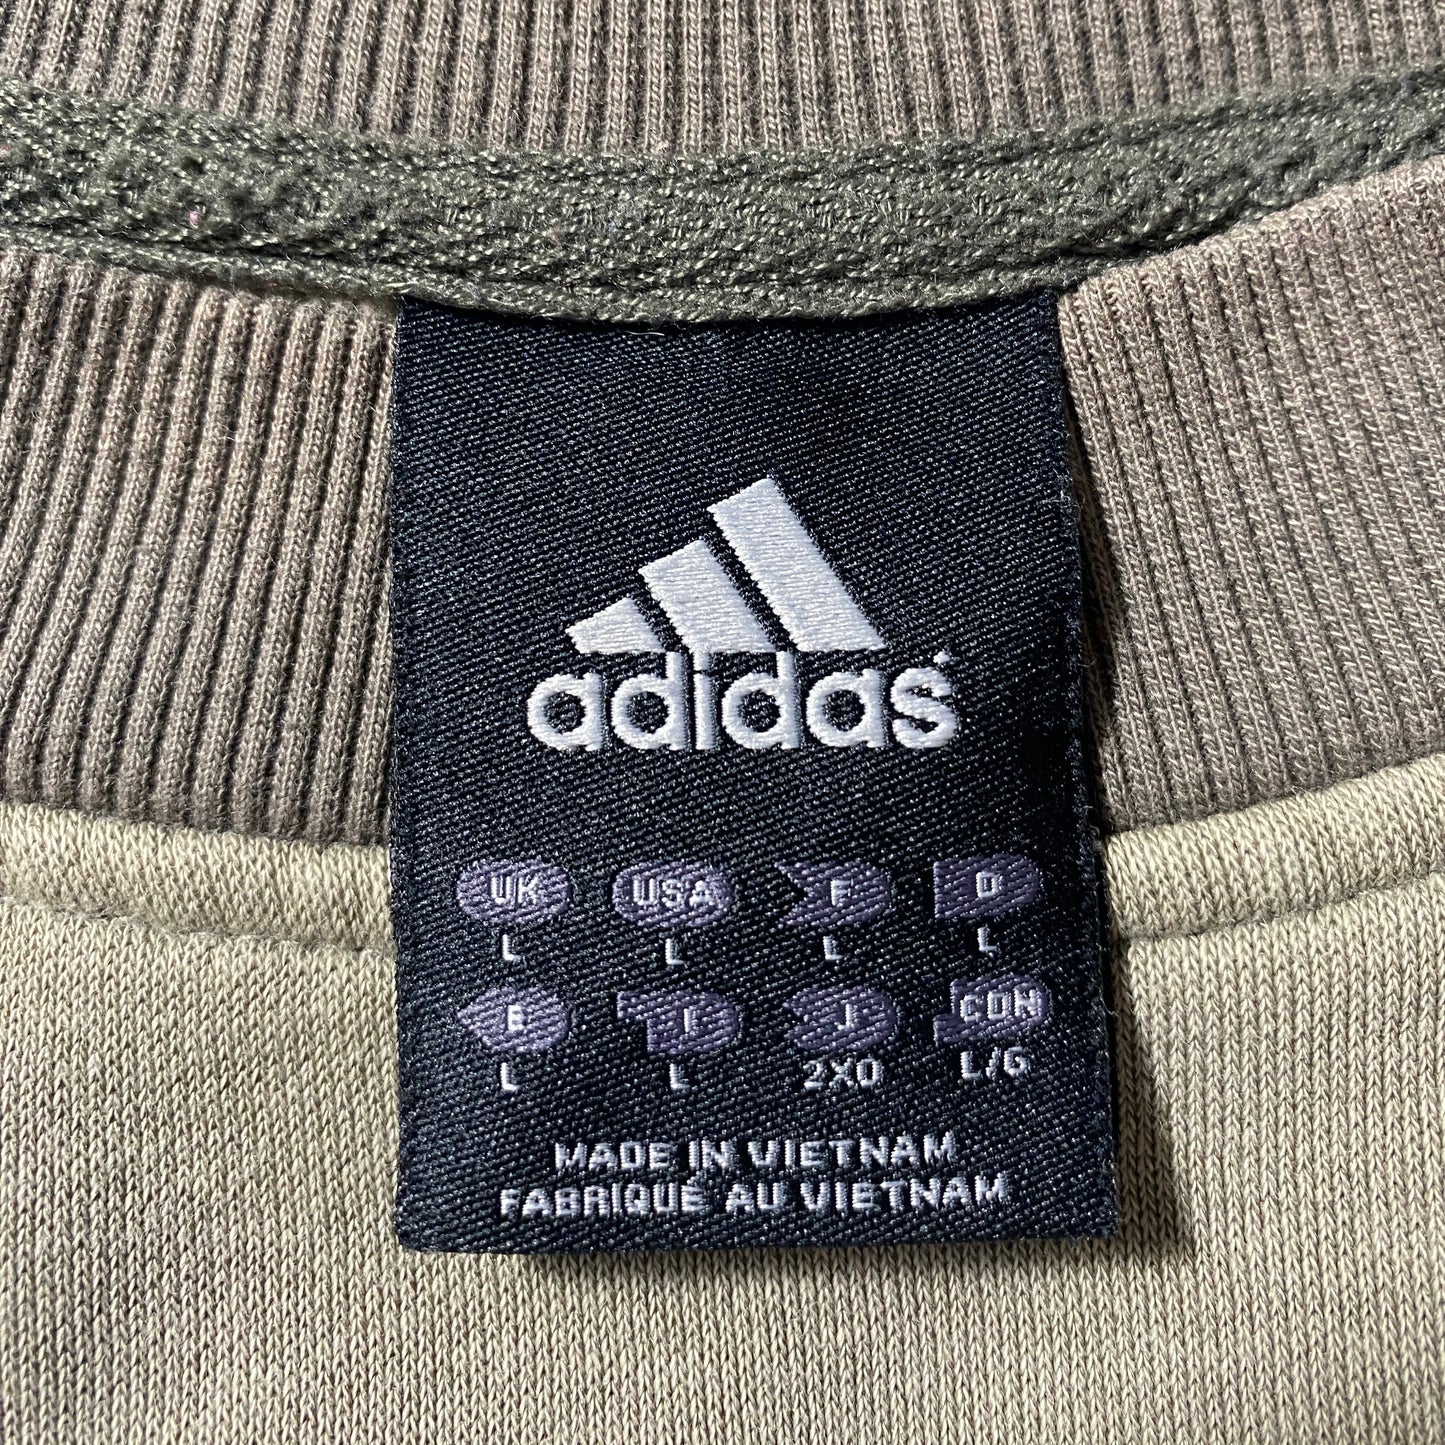 adidas
UK USA F D
L L L L
E I J CDN
L L 2XO L/G
MADE IN VIETNAM
FABRIQUÉ AU VIETNAM